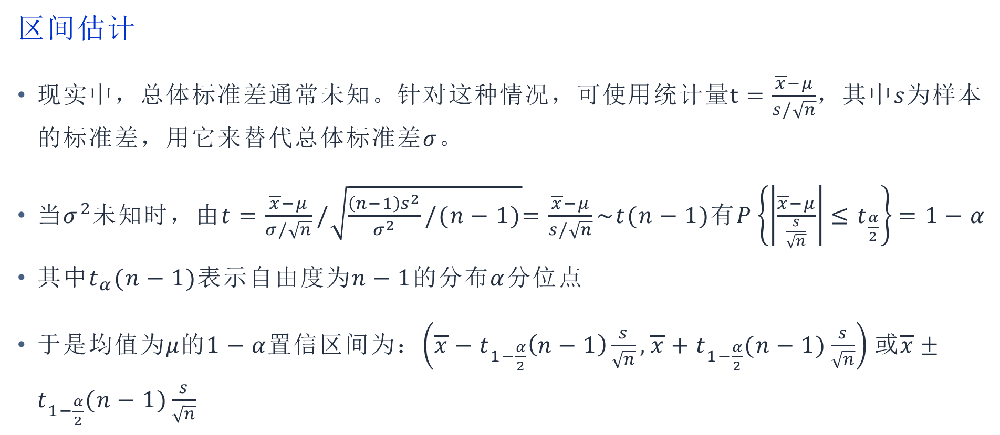 区间估计
• 现实中，总体标准差通常未知。针对这种情况，可使用统计量t = $\frac{\overline{x}-\mu}{s/\sqrt{n}}$，其中$s$为样本
的标准差，用它来替代总体标准差$\sigma$。
• 当$\sigma^2$未知时，由$t = \frac{\overline{x}-\mu}{\sigma/\sqrt{n}}/\sqrt{\frac{(n-1)s^2}{\sigma^2}/(n-1)} = \frac{\overline{x}-\mu}{s/\sqrt{n}} \sim t(n-1)$有$P\left\{\left|\frac{\overline{x}-\mu}{\frac{s}{\sqrt{n}}}\right| \leq t_{\frac{\alpha}{2}}\right\} = 1-\alpha$
• 其中$t_{\alpha}(n-1)$表示自由度为$n-1$的分布$\alpha$分位点
• 于是均值为$\mu$的$1-\alpha$置信区间为：$\left(\overline{x} - t_{1-\frac{\alpha}{2}}(n-1)\frac{s}{\sqrt{n}}, \overline{x} + t_{1-\frac{\alpha}{2}}(n-1)\frac{s}{\sqrt{n}}\right)$ 或$\overline{x} \pm$
$t_{1-\frac{\alpha}{2}}(n-1)\frac{s}{\sqrt{n}}$